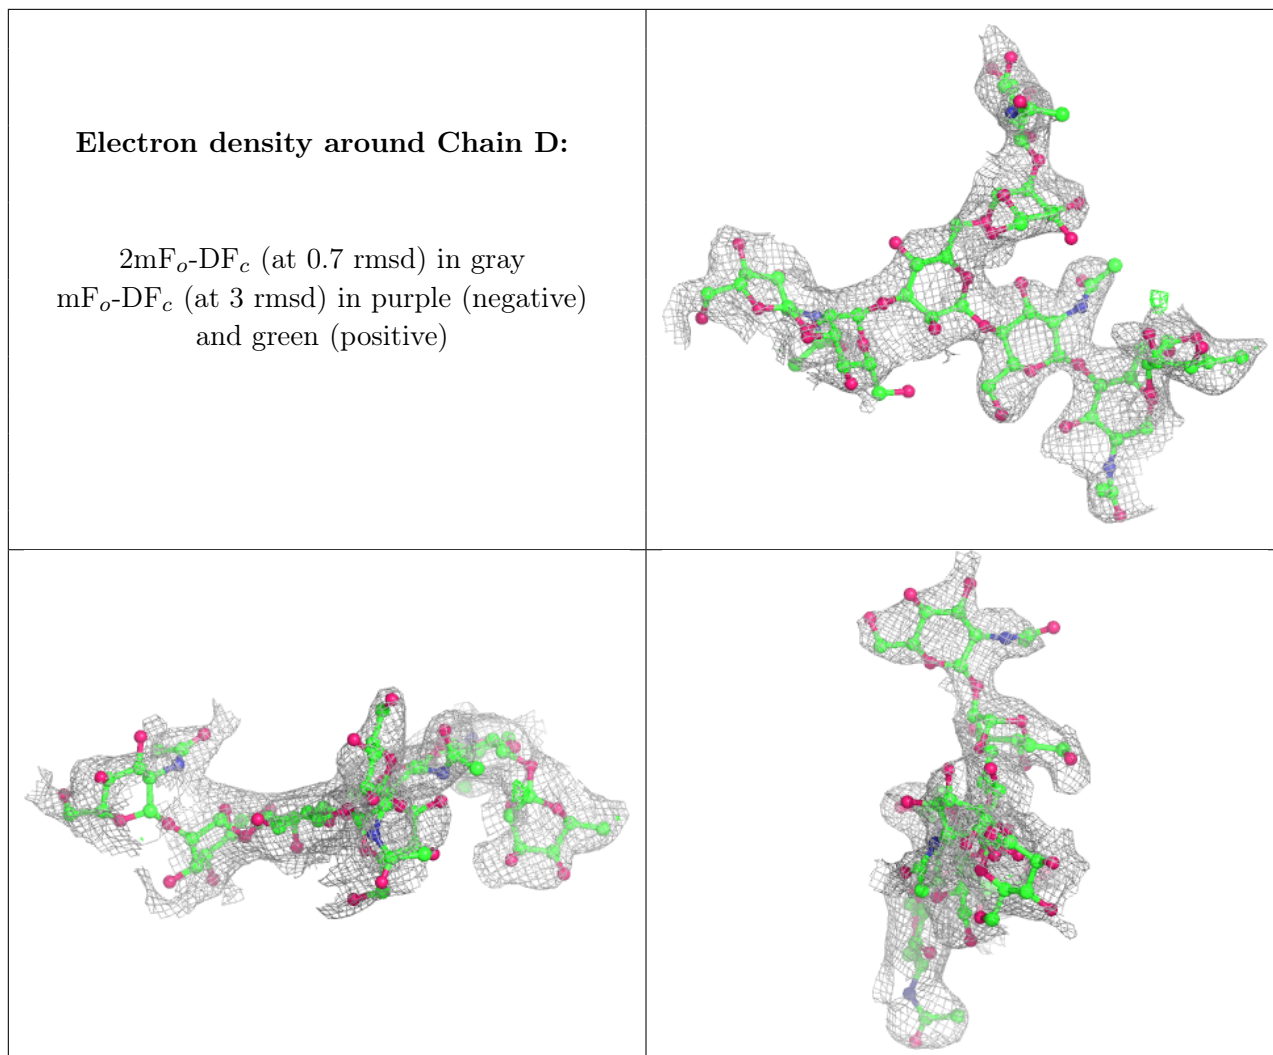 Electron density around Chain D:
2mFₒ-DF𝒸 (at 0.7 rmsd) in gray
mFₒ-DF𝒸 (at 3 rmsd) in purple (negative)
and green (positive)